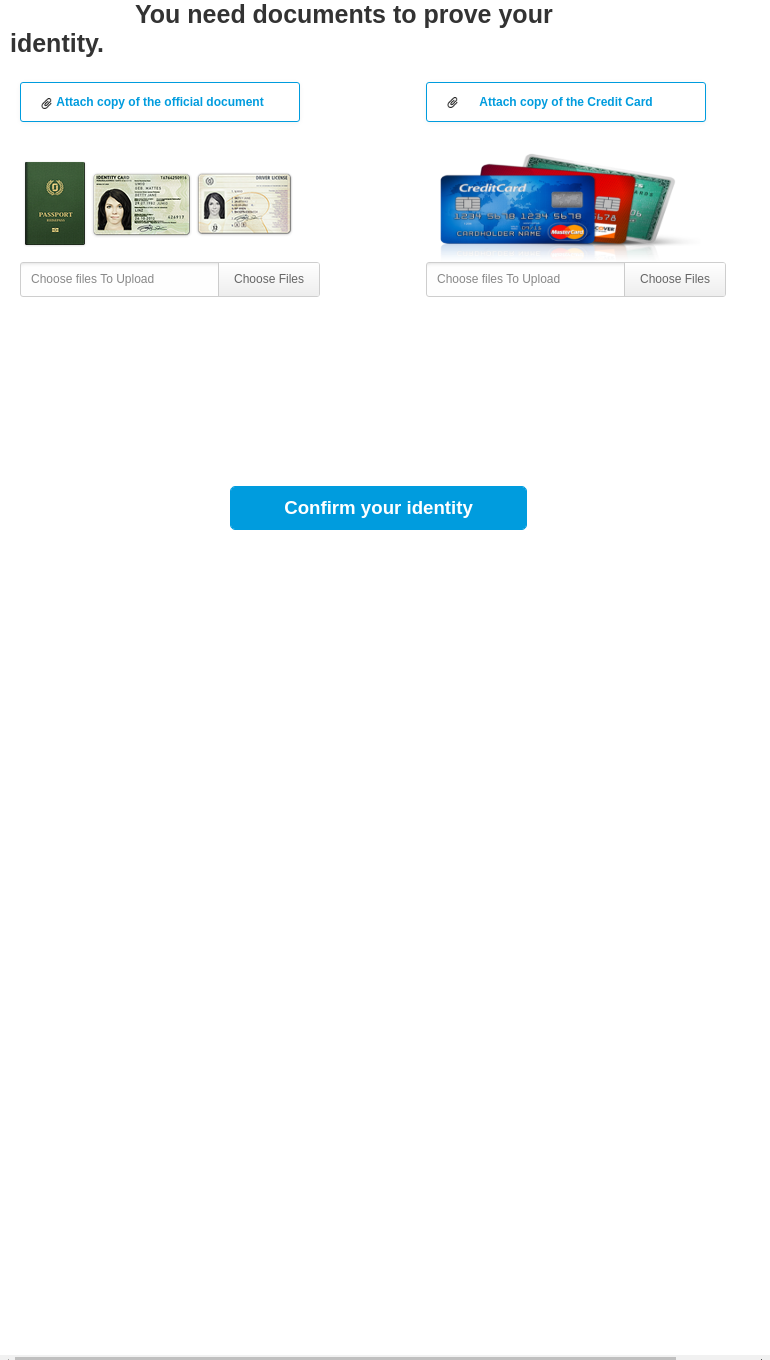 You need documents to prove your
identity.
Attach copy of the official document
Attach copy of the Credit Card
PASSPORT
IDENTITY CARD
DRIVER LICENSE
CreditCard
1234 5678 1234 5678
CARDHOLDER NAME
MasterCard
5678
Choose files To Upload
Choose Files
Choose files To Upload
Choose Files
Confirm your identity